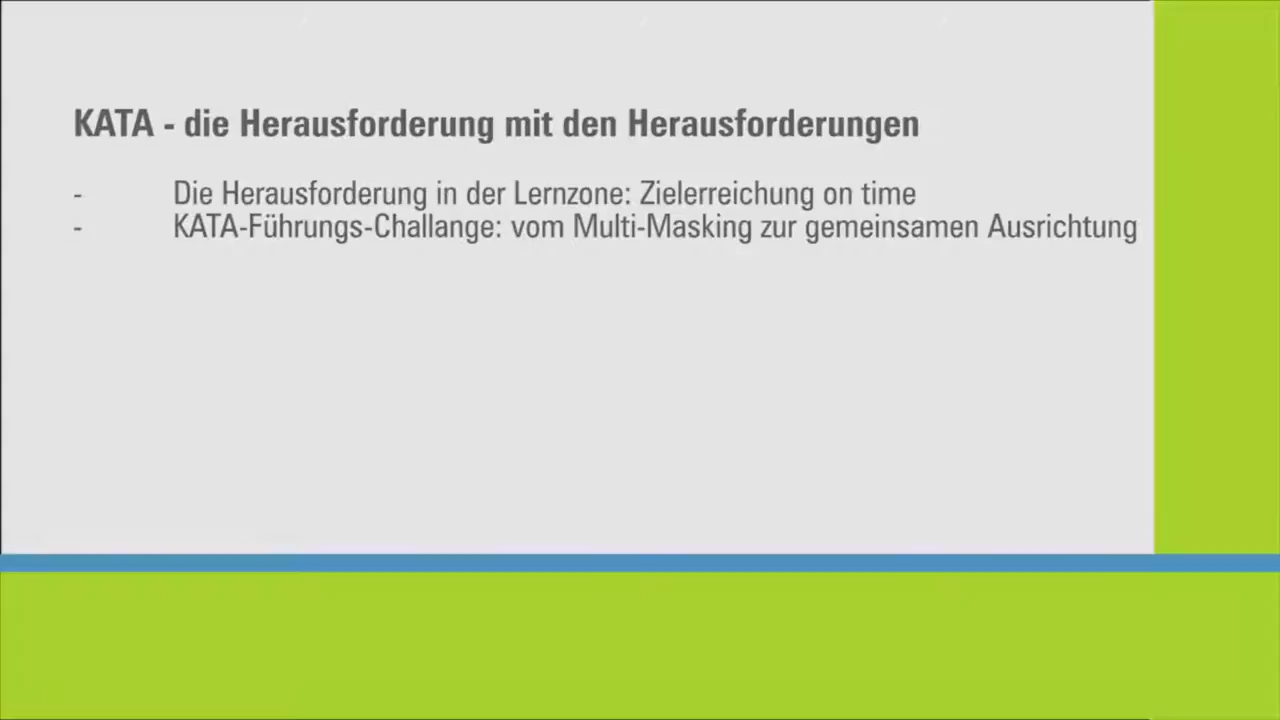 KATA - die Herausforderung mit den Herausforderungen
- Die Herausforderung in der Lernzone: Zielerreichung on time
- KATA-Führungs-Challange: vom Multi-Masking zur gemeinsamen Ausrichtung